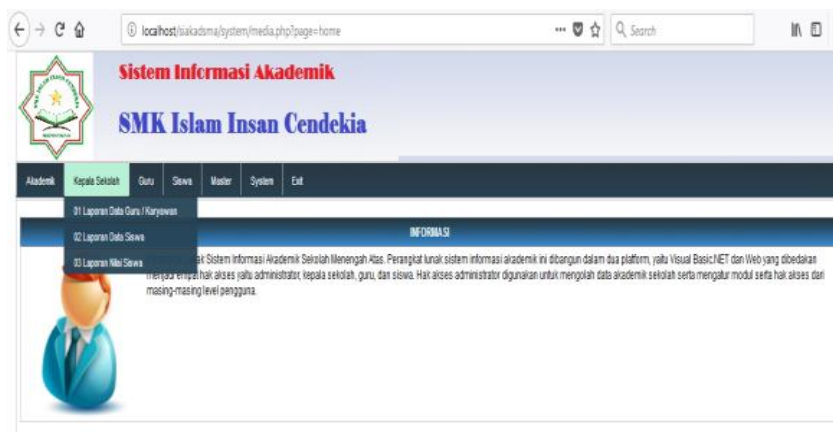 localhost/siakadsma/system/media.php?page=home
Search
Sistem Informasi Akademik
SMK Islam Insan Cendekia
Akademik Kepala Sekolah Guru Siswa Master System Exit
01 Laporan Data Guru / Karyawan
02 Laporan Data Siswa
03 Laporan Nilai Siswa
INFORMASI
Sistem Informasi Akademik Sekolah Menengah Atas. Perangkat lunak sistem informasi akademik ini dibangun dalam dua platform, yaitu Visual Basic.NET dan Web yang dibedakan
menjadi empat hak akses yaitu administrator, kepala sekolah, guru, dan siswa. Hak akses administrator digunakan untuk mengolah data akademik sekolah serta mengatur modul serta hak akses dari
masing-masing level pengguna.